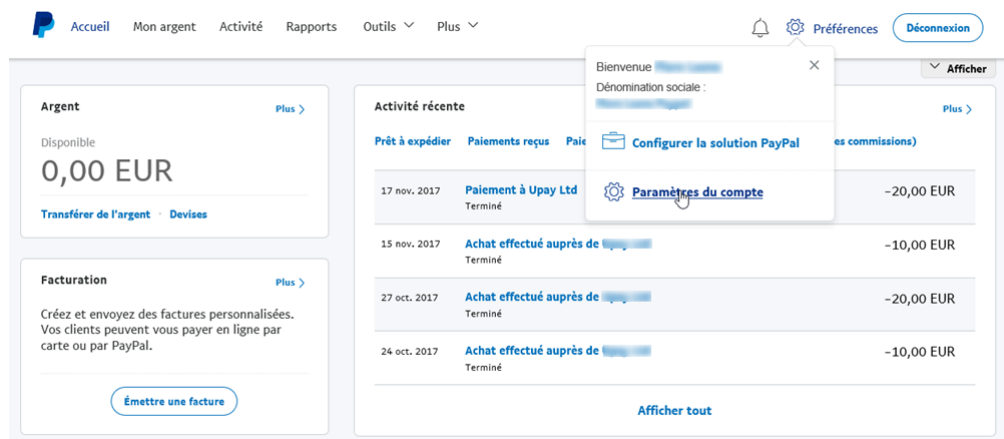 Accueil Mon argent Activité Rapports Outils Plus Préférences Déconnexion
Afficher
Bienvenue
Dénomination sociale :
Configurer la solution PayPal
Paramètres du compte
Argent Plus
Disponible
0,00 EUR
Transférer de l'argent · Devises
Facturation Plus
Créez et envoyez des factures personnalisées.
Vos clients peuvent vous payer en ligne par
carte ou par PayPal.
Émettre une facture
Activité récente Plus
Prêt à expédier Paiements reçus commissions)
17 nov. 2017 Paiement à Upay Ltd -20,00 EUR
Terminé
15 nov. 2017 Achat effectué auprès de -10,00 EUR
Terminé
27 oct. 2017 Achat effectué auprès de -20,00 EUR
Terminé
24 oct. 2017 Achat effectué auprès de -10,00 EUR
Terminé
Afficher tout